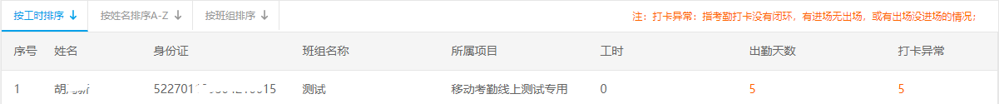 按工时排序 ↓ 按姓名排序A-Z ↓ 按班组排序 ↓ 注：打卡异常：指考勤打卡没有闭环，有进场无出场，或有出场没进场的情况；
序号 姓名 身份证 班组名称 所属项目 工时 出勤天数 打卡异常
1 胡 测试 移动考勤线上测试专用 0 5 5